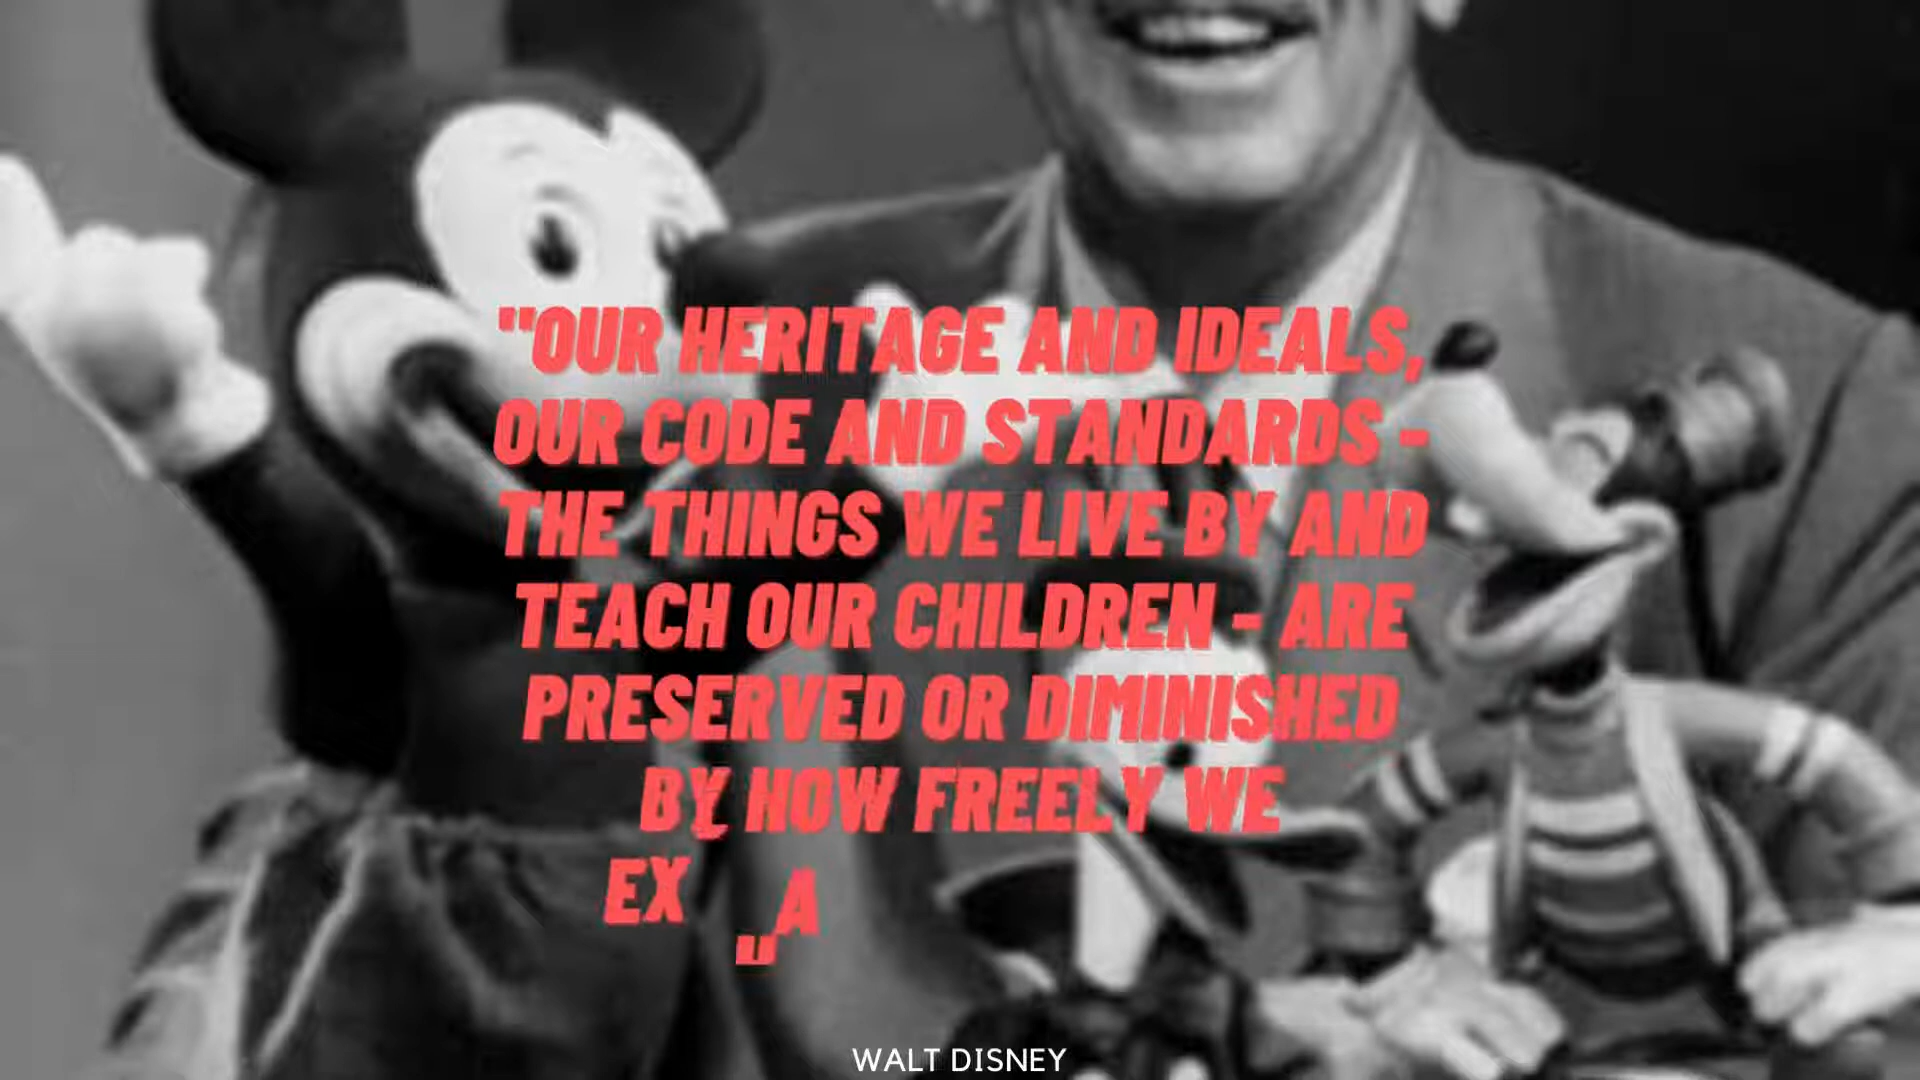 "OUR HERITAGE AND IDEALS,
OUR CODE AND STANDARDS -
THE THINGS WE LIVE BY AND
TEACH OUR CHILDREN - ARE
PRESERVED OR DIMINISHED
BY HOW FREELY WE
EX
WALT DISNEY